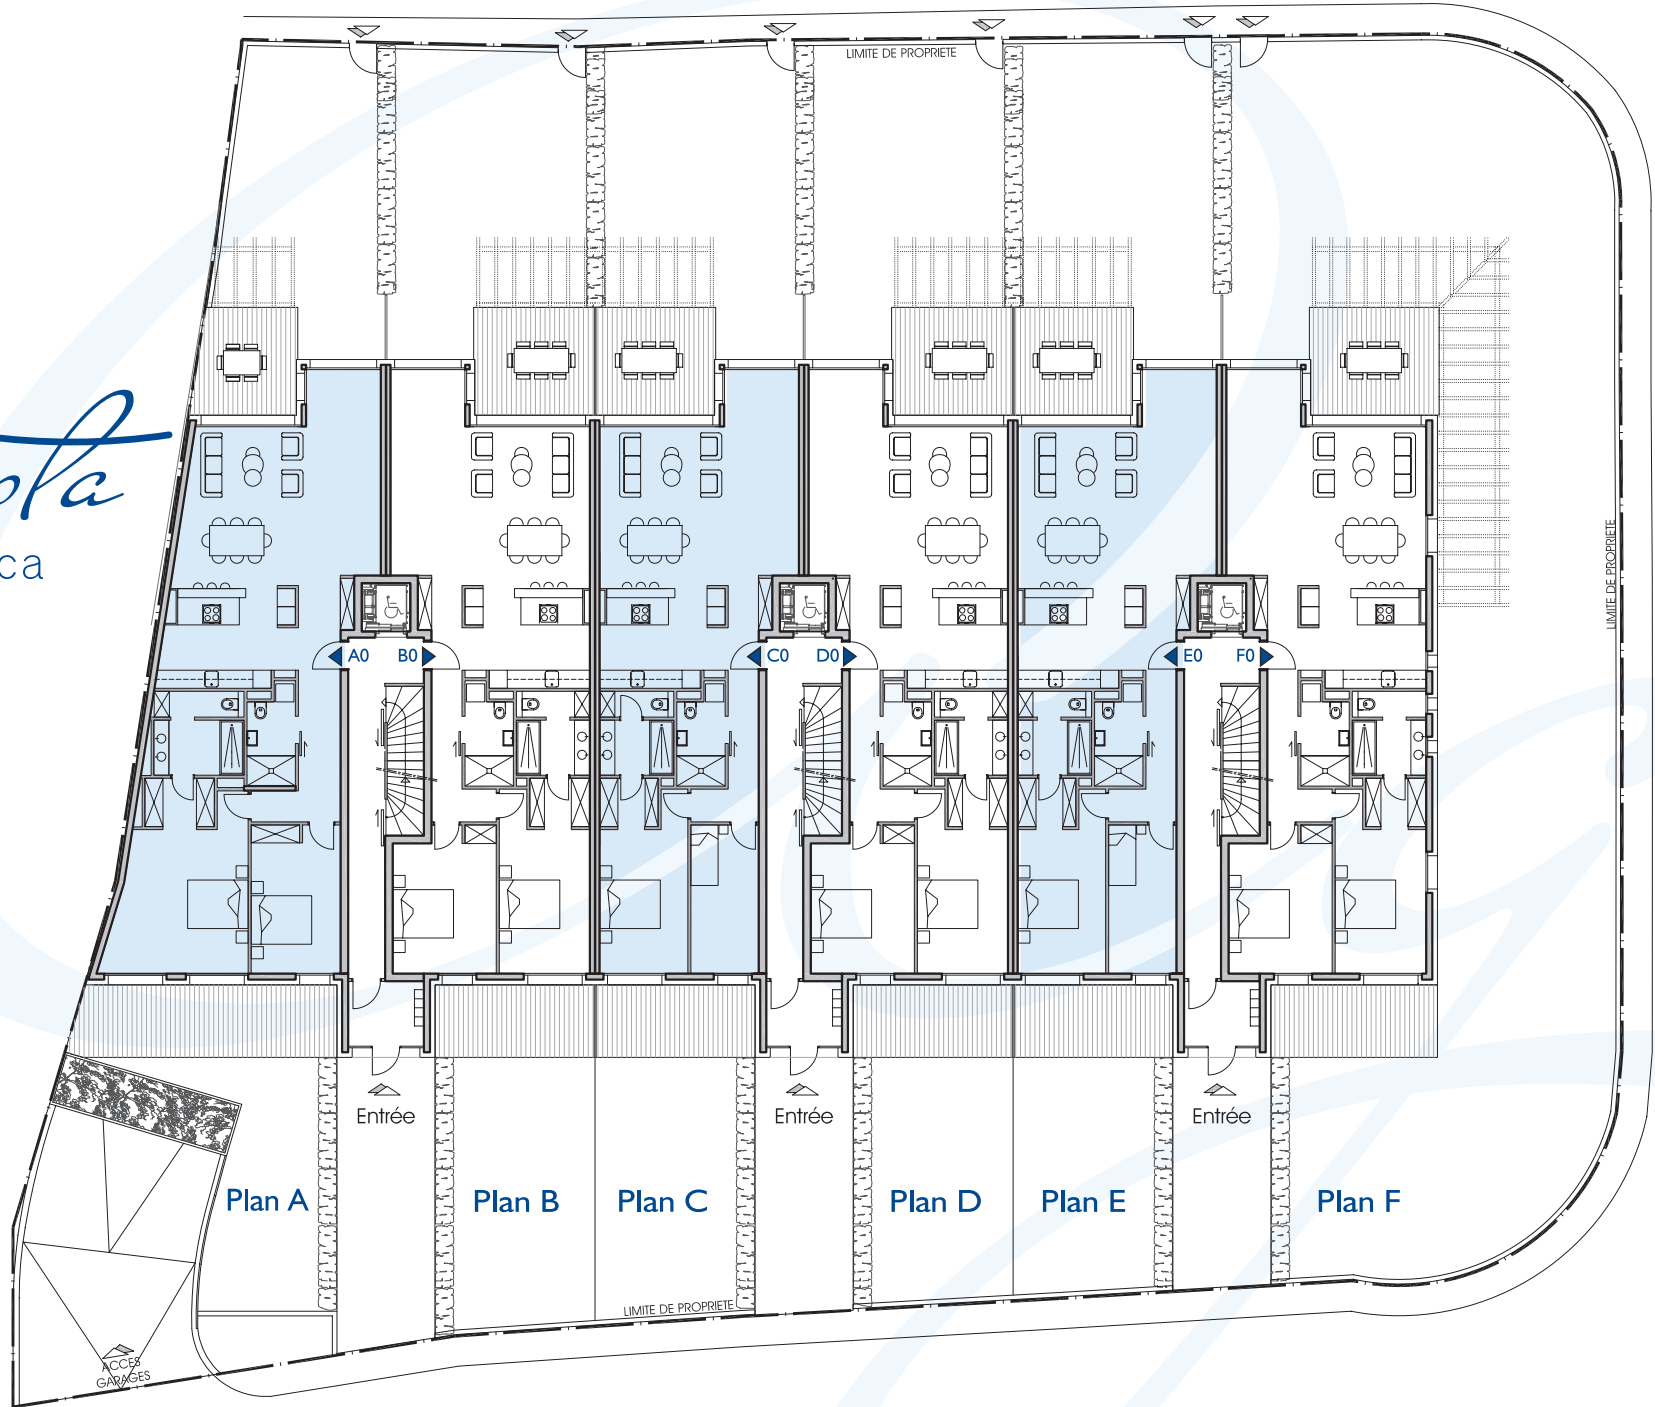 LIMITE DE PROPRIETE
ca
LIMITE DE PROPRIETE
A0 B0 C0 D0 E0 F0
Entrée Entrée Entrée
Plan A Plan B Plan C Plan D Plan E Plan F
LIMITE DE PROPRIETE
ACCES
GARAGES